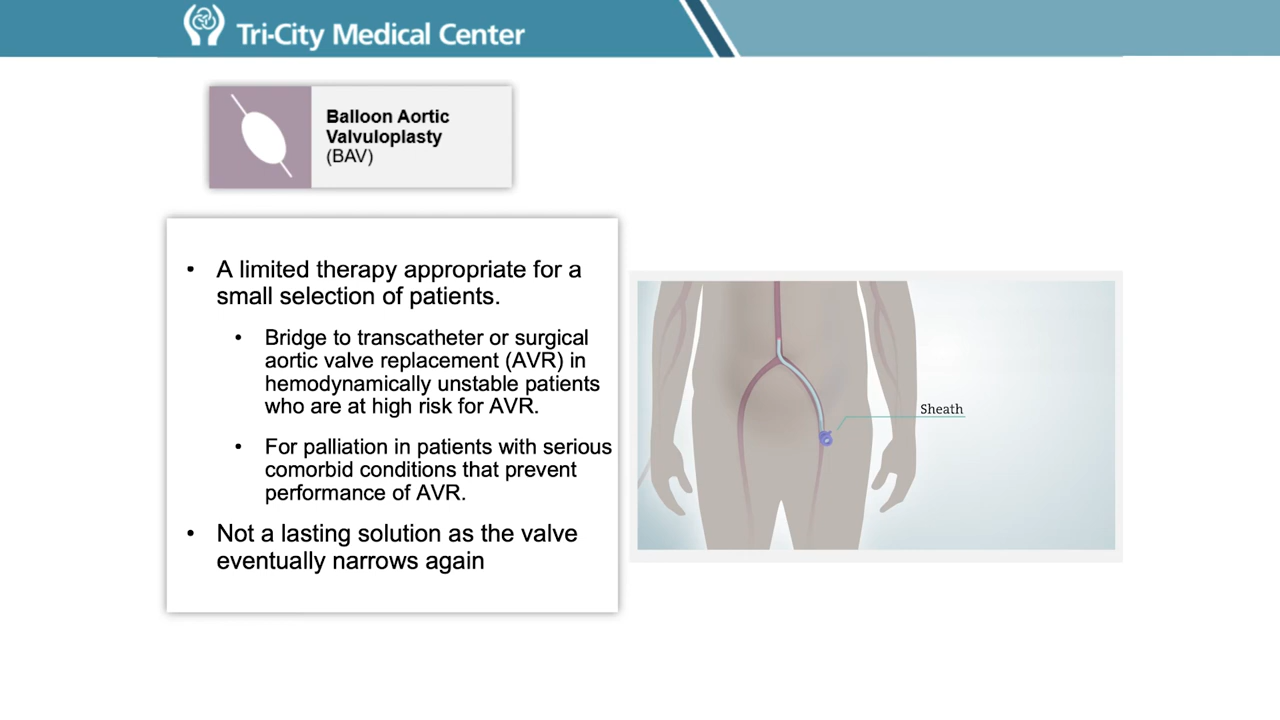 Tri-City Medical Center
Balloon Aortic
Valvuloplasty
(BAV)
• A limited therapy appropriate for a
small selection of patients.
• Bridge to transcatheter or surgical
aortic valve replacement (AVR) in
hemodynamically unstable patients
who are at high risk for AVR.
• For palliation in patients with serious
comorbid conditions that prevent
performance of AVR.
• Not a lasting solution as the valve
eventually narrows again
Sheath